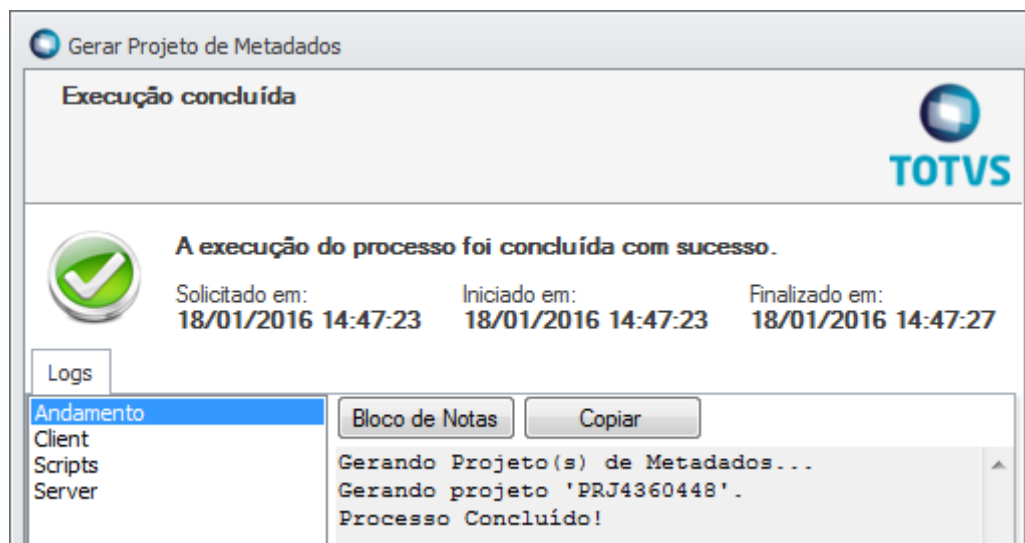 Gerar Projeto de Metadados
Execução concluída
TOTVS
A execução do processo foi concluída com sucesso.
Solicitado em: Iniciado em: Finalizado em:
18/01/2016 14:47:23 18/01/2016 14:47:23 18/01/2016 14:47:27
Logs
Andamento
Client
Scripts
Server
Bloco de Notas Copiar
Gerando Projeto(s) de Metadados...
Gerando projeto 'PRJ4360448'.
Processo Concluído!